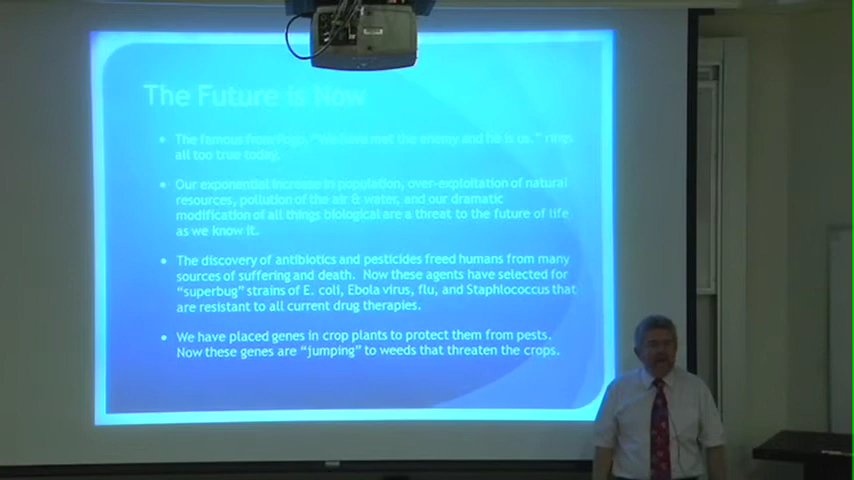 The Future is Now
The famous from Pogo, "We have met the enemy and he is us." rings
all too true today.
Our exponential increase in population, over-exploitation of natural
resources, pollution of the air & water, and our dramatic
modification of all things biological are a threat to the future of life
as we know it.
The discovery of antibiotics and pesticides freed humans from many
sources of suffering and death. Now these agents have selected for
"superbug" strains of E. coli, Ebola virus, flu, and Staphlococcus that
are resistant to all current drug therapies.
We have placed genes in crop plants to protect them from pests.
Now these genes are "jumping" to weeds that threaten the crops.